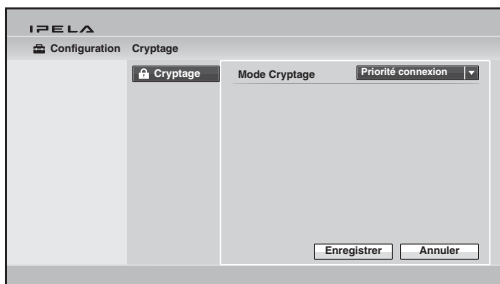 IPELA
Configuration Cryptage
Cryptage
Mode Cryptage Priorité connexion
Enregistrer Annuler